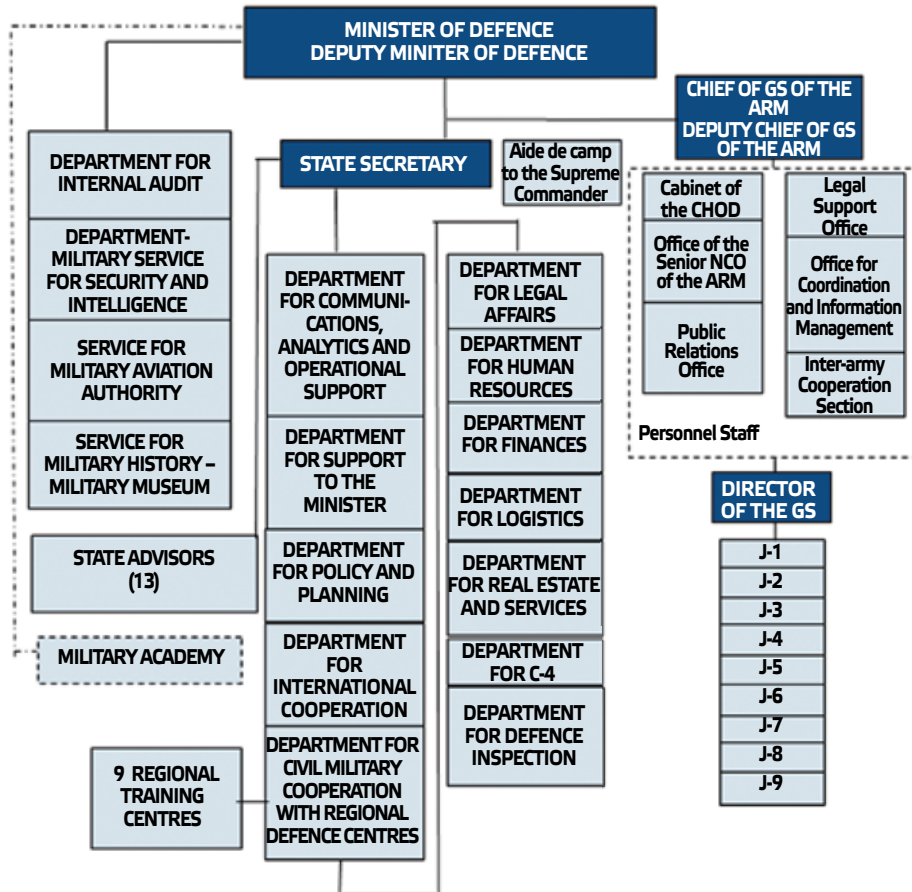 MINISTER OF DEFENCE
DEPUTY MINITER OF DEFENCE
CHIEF OF GS OF THE
ARM
DEPUTY CHIEF OF GS
OF THE ARM
DEPARTMENT FOR
INTERNAL AUDIT
DEPARTMENT-
MILITARY SERVICE
FOR SECURITY AND
INTELLIGENCE
SERVICE FOR
MILITARY AVIATION
AUTHORITY
SERVICE FOR
MILITARY HISTORY –
MILITARY MUSEUM
STATE ADVISORS
(13)
MILITARY ACADEMY
STATE SECRETARY
Aide de camp
to the Supreme
Commander
DEPARTMENT
FOR COMMUNI-
CATIONS,
ANALYTICS AND
OPERATIONAL
SUPPORT
DEPARTMENT
FOR SUPPORT
TO THE
MINISTER
DEPARTMENT
FOR POLICY AND
PLANNING
DEPARTMENT
FOR
INTERNATIONAL
COOPERATION
DEPARTMENT FOR
CIVIL MILITARY
COOPERATION
WITH REGIONAL
DEFENCE CENTRES
9 REGIONAL
TRAINING
CENTRES
DEPARTMENT
FOR LEGAL
AFFAIRS
DEPARTMENT
FOR HUMAN
RESOURCES
DEPARTMENT
FOR FINANCES
DEPARTMENT
FOR LOGISTICS
DEPARTMENT
FOR REAL ESTATE
AND SERVICES
DEPARTMENT
FOR C-4
DEPARTMENT
FOR DEFENCE
INSPECTION
Cabinet of
the CHOD
Office of the
Senior NCO
of the ARM
Public
Relations
Office
Legal
Support
Office
Office for
Coordination
and Information
Management
Inter-army
Cooperation
Section
Personnel Staff
DIRECTOR
OF THE GS
J-1
J-2
J-3
J-4
J-5
J-6
J-7
J-8
J-9